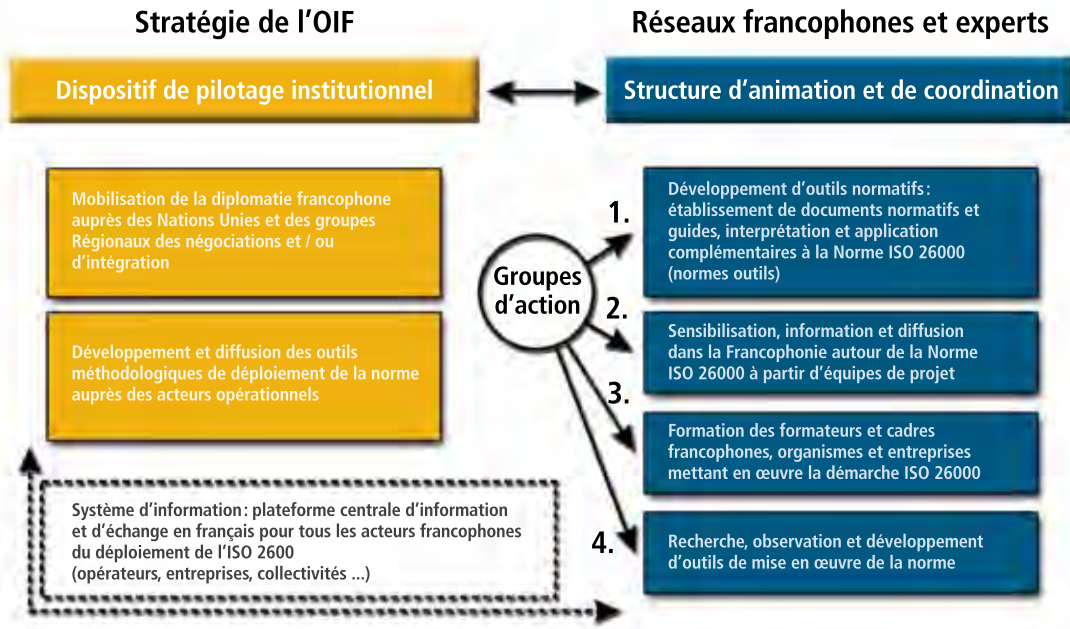 Stratégie de l'OIF
Dispositif de pilotage institutionnel
Mobilisation de la diplomatie francophone
auprès des Nations Unies et des groupes
Régionaux des négociations et / ou
d'intégration
Développement et diffusion des outils
méthodologiques de déploiement de la norme
auprès des acteurs opérationnels
Système d'information : plateforme centrale d'information
et d'échange en français pour tous les acteurs francophones
du déploiement de l'ISO 2600
(opérateurs, entreprises, collectivités ...)
Réseaux francophones et experts
Structure d'animation et de coordination
Groupes
d'action
1.
Développement d'outils normatifs :
établissement de documents normatifs et
guides, interprétation et application
complémentaires à la Norme ISO 26000
(normes outils)
2.
Sensibilisation, information et diffusion
dans la Francophonie autour de la Norme
ISO 26000 à partir d'équipes de projet
3.
Formation des formateurs et cadres
francophones, organismes et entreprises
mettant en œuvre la démarche ISO 26000
4.
Recherche, observation et développement
d'outils de mise en œuvre de la norme